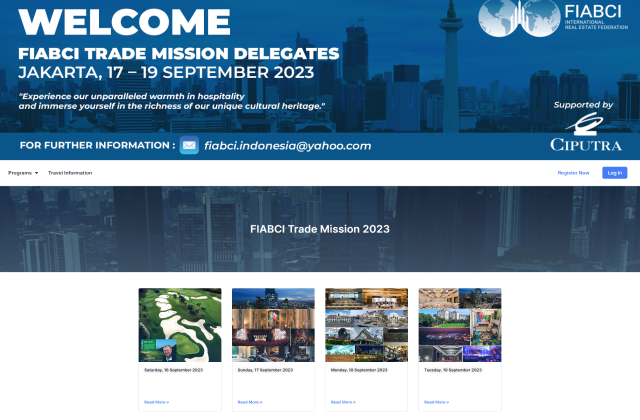 WELCOME
FIABCI
INTERNATIONAL
REAL ESTATE FEDERATION
FIABCI TRADE MISSION DELEGATES
JAKARTA, 17 – 19 SEPTEMBER 2023
"Experience our unparalleled warmth in hospitality
and immerse yourself in the richness of our unique cultural heritage."
Supported by
CIPUTRA
FOR FURTHER INFORMATION : fiabci.indonesia@yahoo.com
Programs Travel Information Register Now Log In
FIABCI Trade Mission 2023
Saturday, 16 September 2023
Sunday, 17 September 2023
Monday, 18 September 2023
Tuesday, 19 September 2023
Read More »
Read More »
Read More »
Read More »